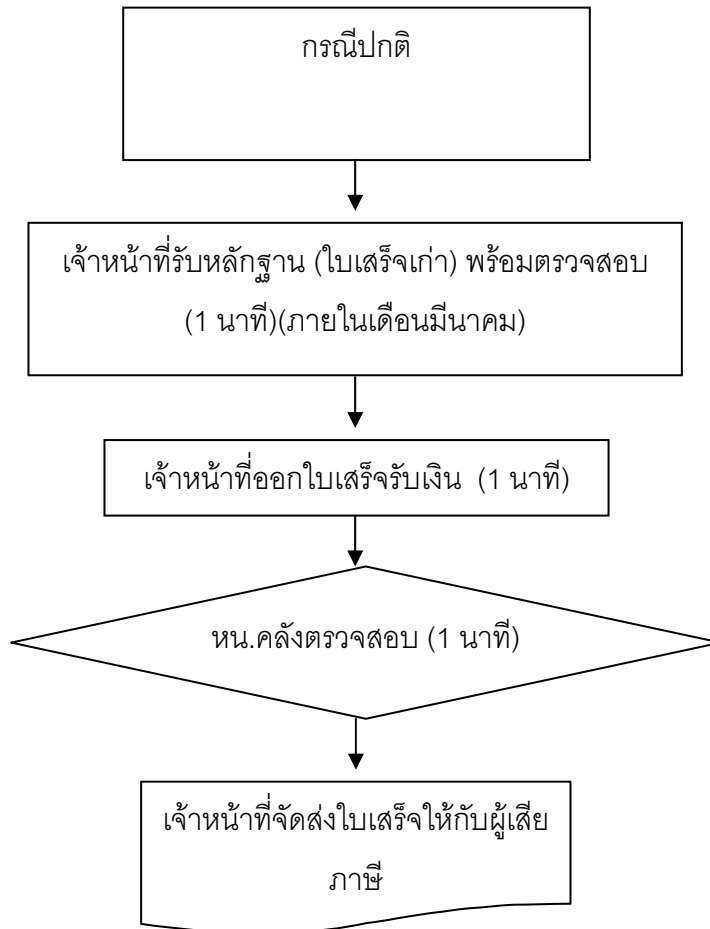 กรณีปกติ
เจ้าหน้าที่รับหลักฐาน (ใบเสร็จเก่า) พร้อมตรวจสอบ
(1 นาที)(ภายในเดือนมีนาคม)
เจ้าหน้าที่ออกใบเสร็จรับเงิน (1 นาที)
หน.คลังตรวจสอบ (1 นาที)
เจ้าหน้าที่จัดส่งใบเสร็จให้กับผู้เสีย
ภาษี